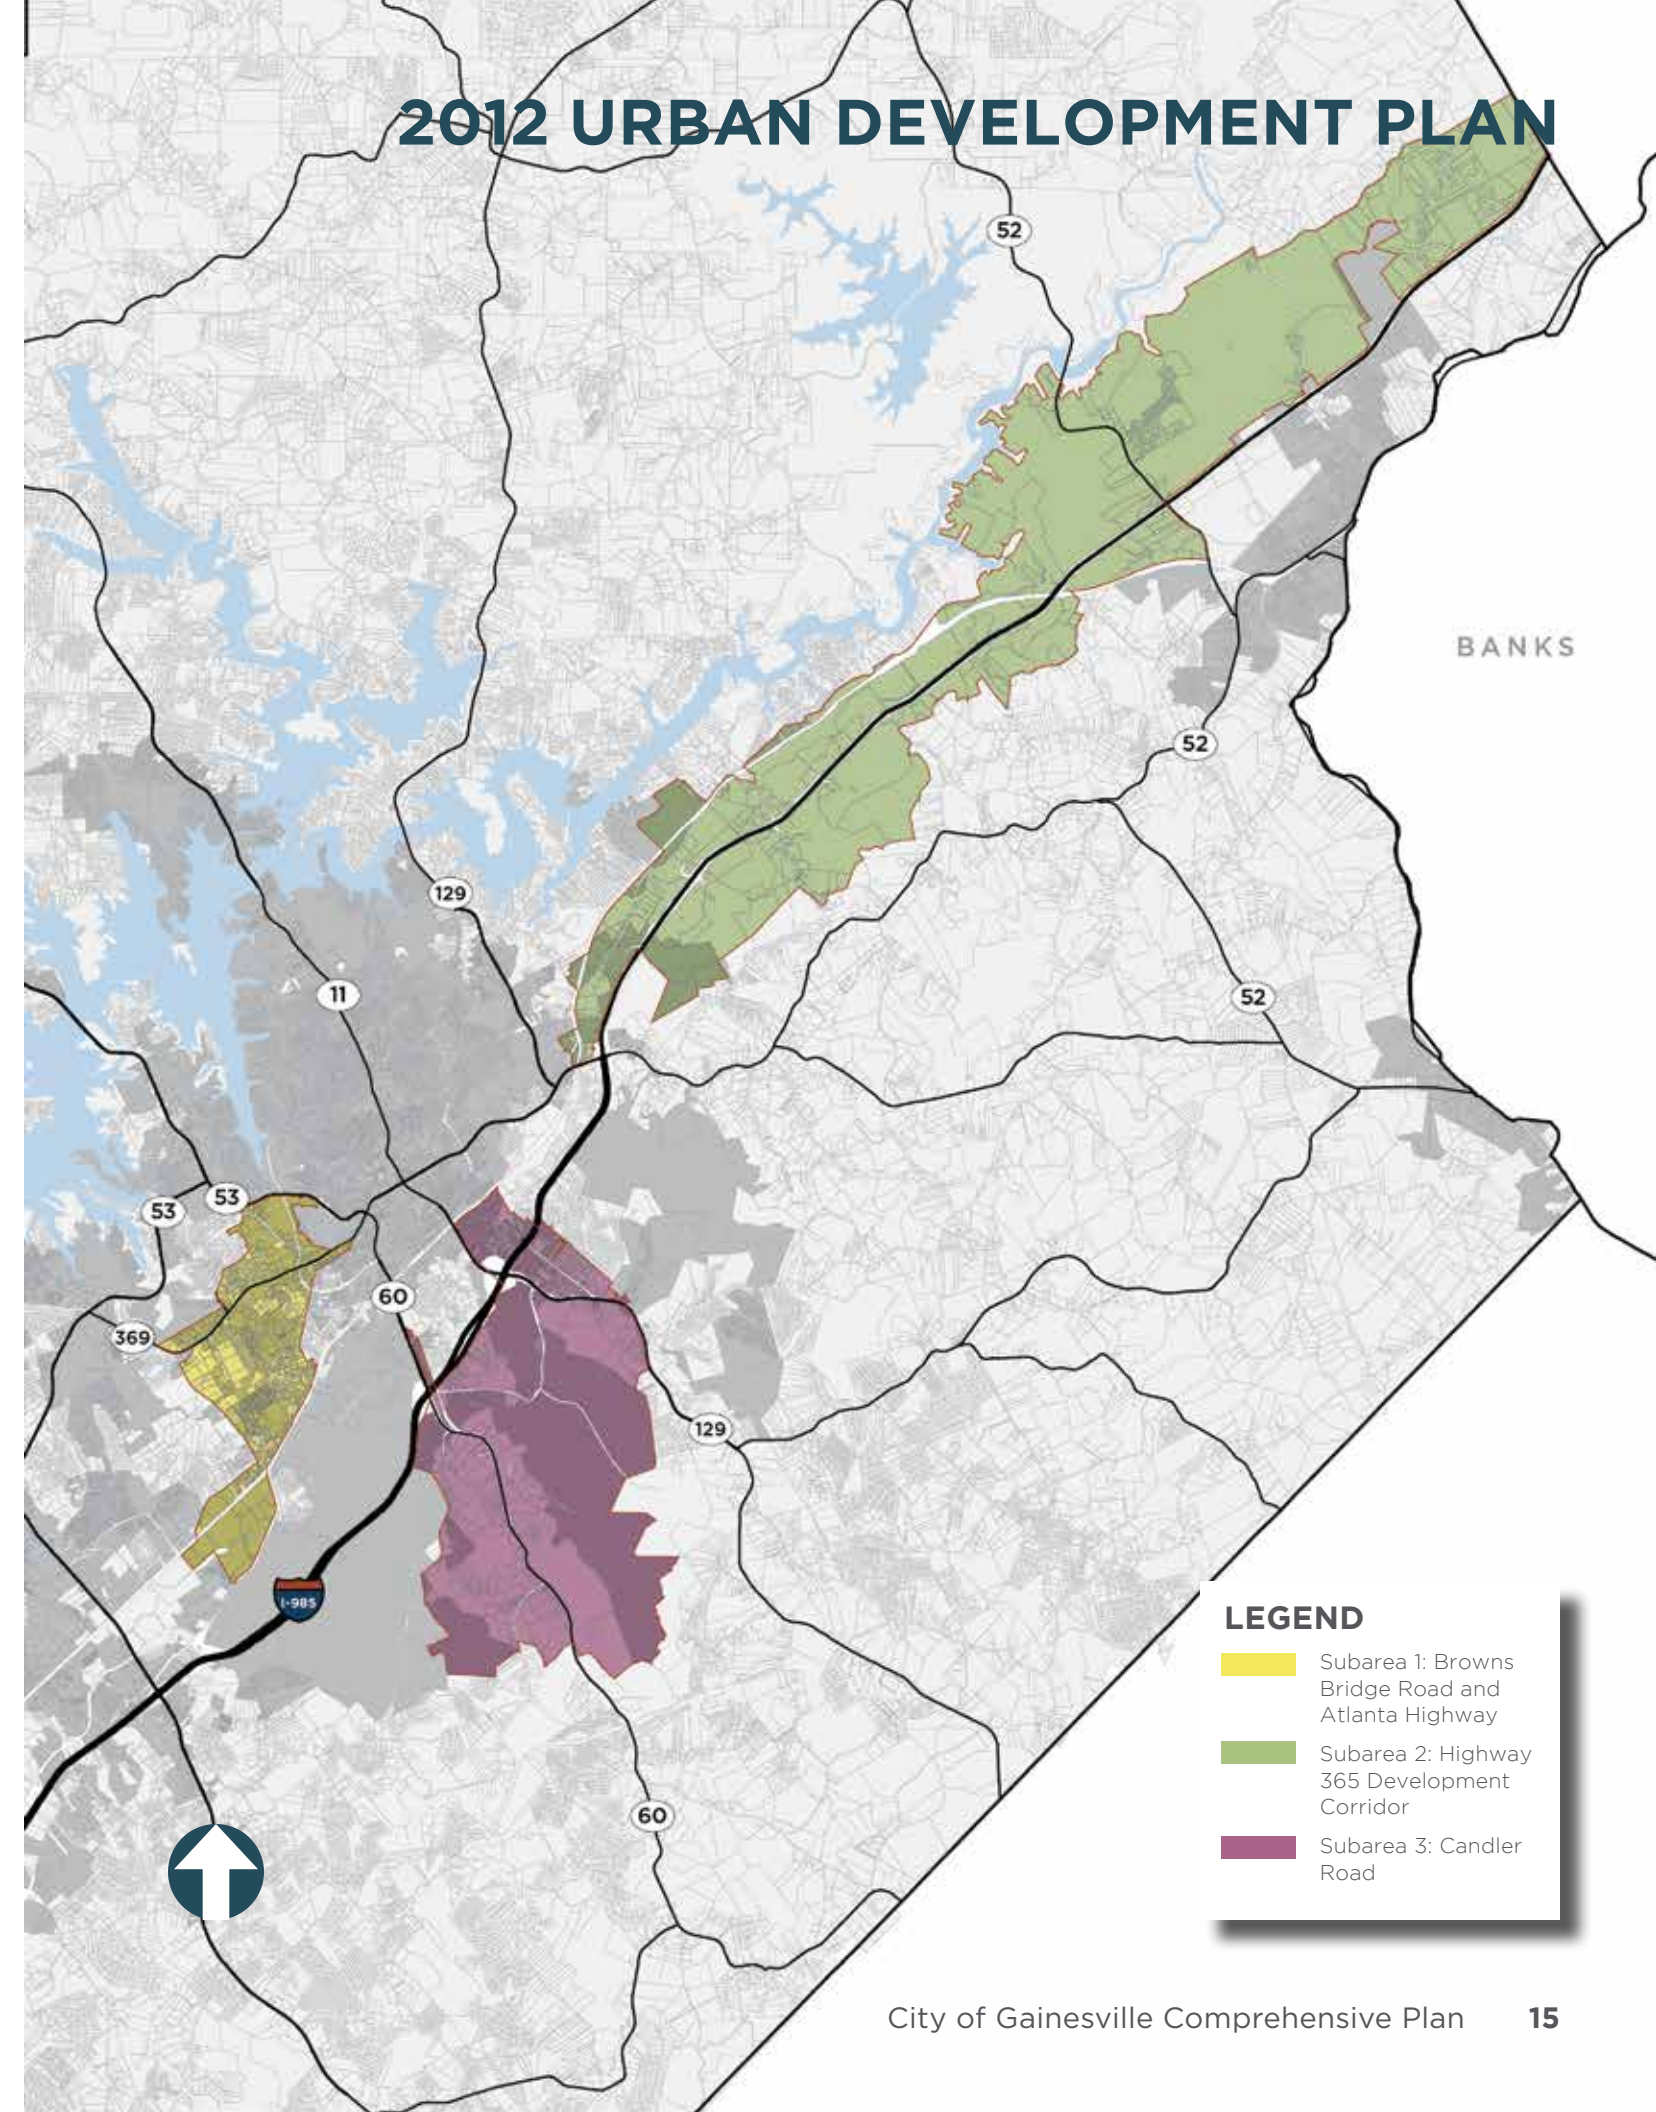 2012 URBAN DEVELOPMENT PLAN
52
BANKS
52
129
11
52
53
53
60
369
129
I-985
60
LEGEND
Subarea 1: Browns
Bridge Road and
Atlanta Highway
Subarea 2: Highway
365 Development
Corridor
Subarea 3: Candler
Road
City of Gainesville Comprehensive Plan 15